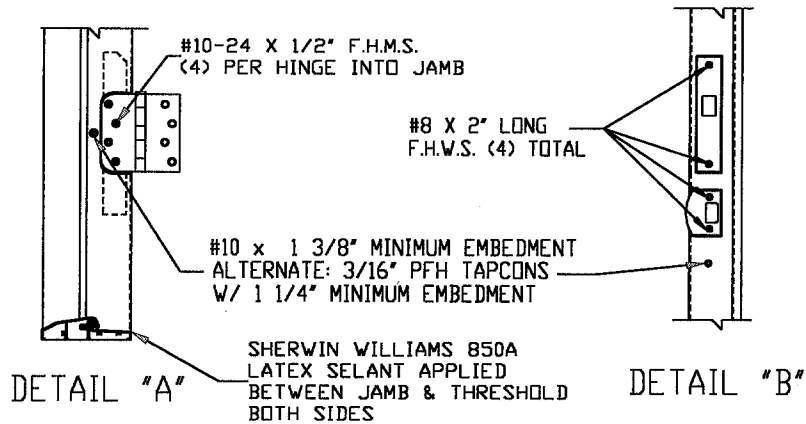 #10-24 X 1/2" F.H.M.S.
(4) PER HINGE INTO JAMB
#8 X 2" LONG
F.H.W.S. (4) TOTAL
#10 x 1 3/8" MINIMUM EMBEDMENT
ALTERNATE: 3/16" PFH TAPCONS
W/ 1 1/4" MINIMUM EMBEDMENT
SHERWIN WILLIAMS 850A
LATEX SELANT APPLIED
BETWEEN JAMB & THRESHOLD
BOTH SIDES
DETAIL "A"
DETAIL "B"